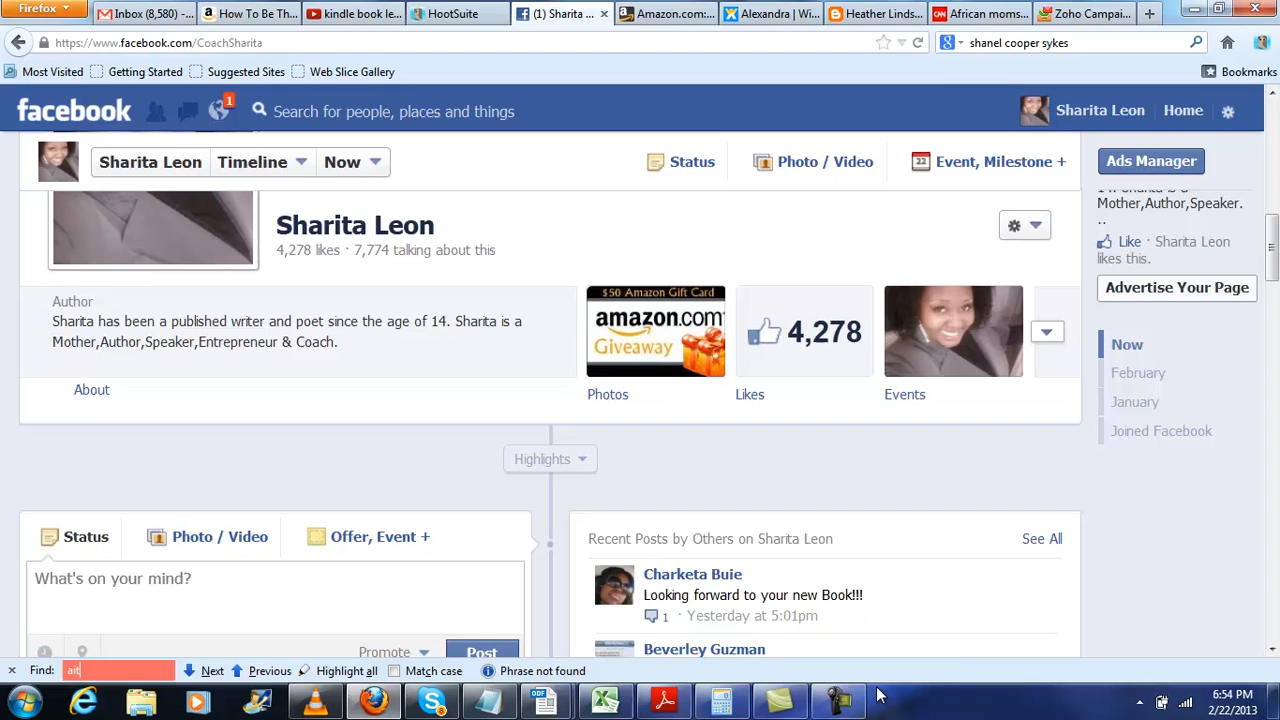 Firefox
Inbox (8,580) -...
How To Be Th...
kindle book le...
HootSuite
(1) Sharita ...
Amazon.com:...
Alexandra | Wi...
Heather Linds...
African moms...
Zoho Campai...
https://www.facebook.com/CoachSharita
shanel cooper sykes
Most Visited
Getting Started
Suggested Sites
Web Slice Gallery
Bookmarks
facebook
1
Search for people, places and things
Sharita Leon
Home
Sharita Leon
Timeline
Now
Status
Photo / Video
22
Event, Milestone +
Ads Manager
Mother,Author,Speaker.
..
Like · Sharita Leon
likes this.
Advertise Your Page
Sharita Leon
4,278 likes · 7,774 talking about this
Author
Sharita has been a published writer and poet since the age of 14. Sharita is a
Mother,Author,Speaker,Entrepreneur & Coach.
About
$50 Amazon Gift Card
amazon.com
Giveaway
4,278
Photos
Likes
Events
Now
February
January
Joined Facebook
Highlights
Status
Photo / Video
Offer, Event +
What's on your mind?
Promote
Post
Recent Posts by Others on Sharita Leon
See All
Charketa Buie
Looking forward to your new Book!!!
1 · Yesterday at 5:01pm
Beverley Guzman
Find:
ait
Next
Previous
Highlight all
Match case
Phrase not found
ODF
6:54 PM
2/22/2013